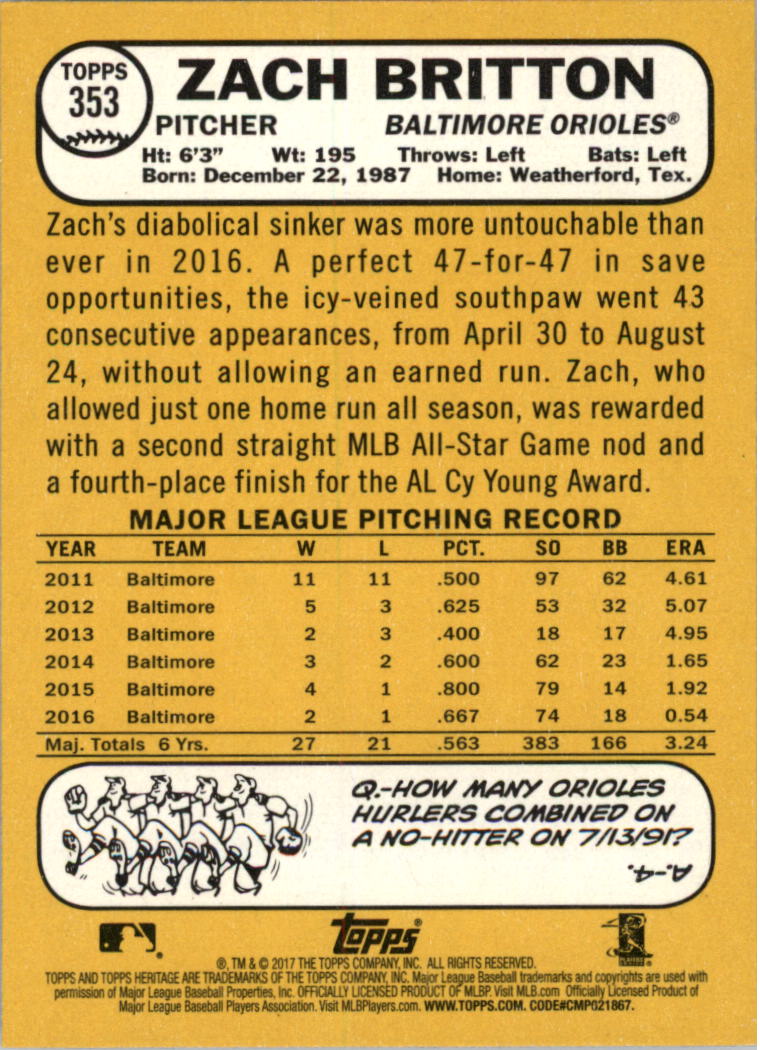 TOPPS
353
ZACH BRITTON
PITCHER BALTIMORE ORIOLES®
Ht: 6'3" Wt: 195 Throws: Left Bats: Left
Born: December 22, 1987 Home: Weatherford, Tex.
Zach's diabolical sinker was more untouchable than
ever in 2016. A perfect 47-for-47 in save
opportunities, the icy-veined southpaw went 43
consecutive appearances, from April 30 to August
24, without allowing an earned run. Zach, who
allowed just one home run all season, was rewarded
with a second straight MLB All-Star Game nod and
a fourth-place finish for the AL Cy Young Award.
MAJOR LEAGUE PITCHING RECORD
YEAR TEAM W L PCT. SO BB ERA
2011 Baltimore 11 11 .500 97 62 4.61
2012 Baltimore 5 3 .625 53 32 5.07
2013 Baltimore 2 3 .400 18 17 4.95
2014 Baltimore 3 2 .600 62 23 1.65
2015 Baltimore 4 1 .800 79 14 1.92
2016 Baltimore 2 1 .667 74 18 0.54
Maj. Totals 6 Yrs. 27 21 .563 383 166 3.24
Q.-HOW MANY ORIOLES
HURLERS COMBINED ON
A NO-HITTER ON 7/13/91?
A.-4.
Topps®
PLAYERS
®, TM & © 2017 THE TOPPS COMPANY, INC. ALL RIGHTS RESERVED.
TOPPS AND TOPPS HERITAGE ARE TRADEMARKS OF THE TOPPS COMPANY, INC. Major League Baseball trademarks and copyrights are used with
permission of Major League Baseball Properties, Inc. OFFICIALLY LICENSED PRODUCT OF MLBP. Visit MLB.com Officially Licensed Product of
Major League Baseball Players Association. Visit MLBPlayers.com. WWW.TOPPS.COM. CODE#CMP021867.